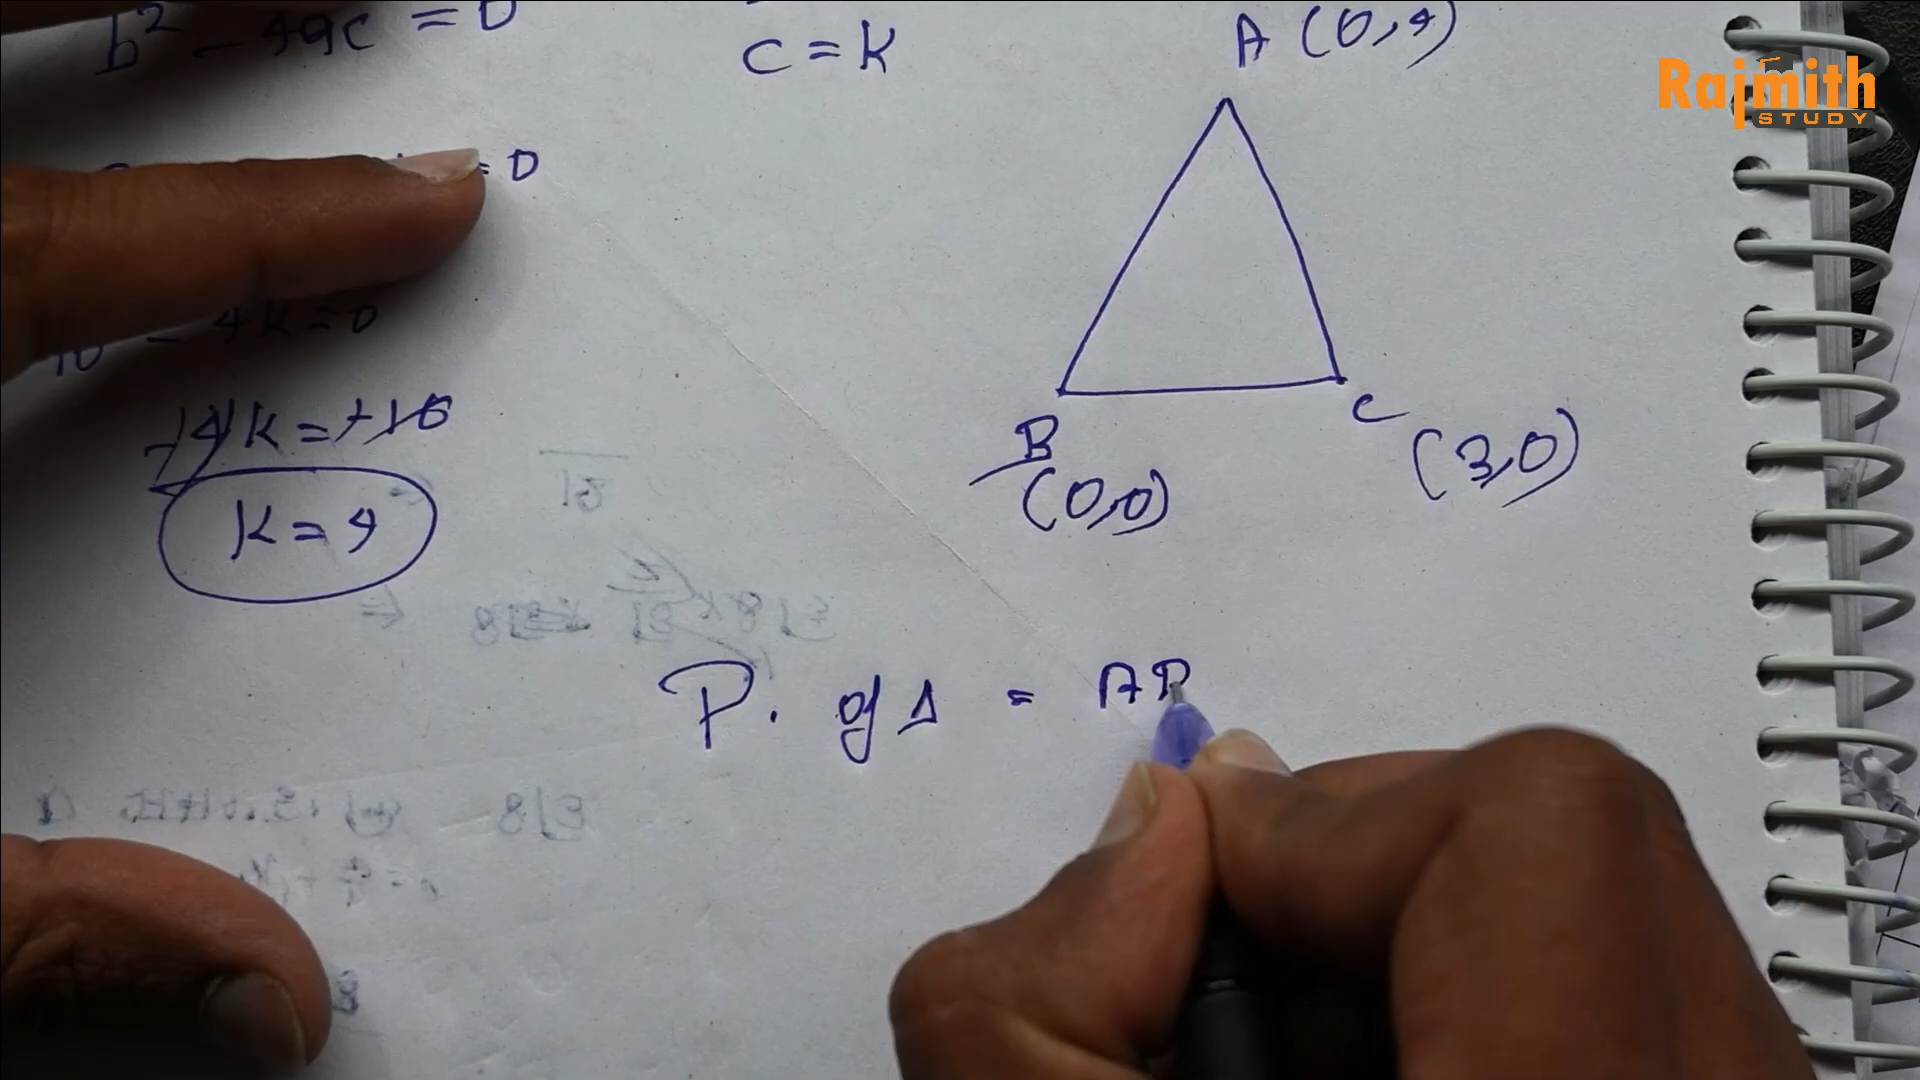 b² - 4ac = 0
c = k
A (0,4)
Rajmith
STUDY
= 0
16 - 4k = 0
-4k = -16
k = 4
B
(0,0)
C
(3,0)
P. of Δ = AB